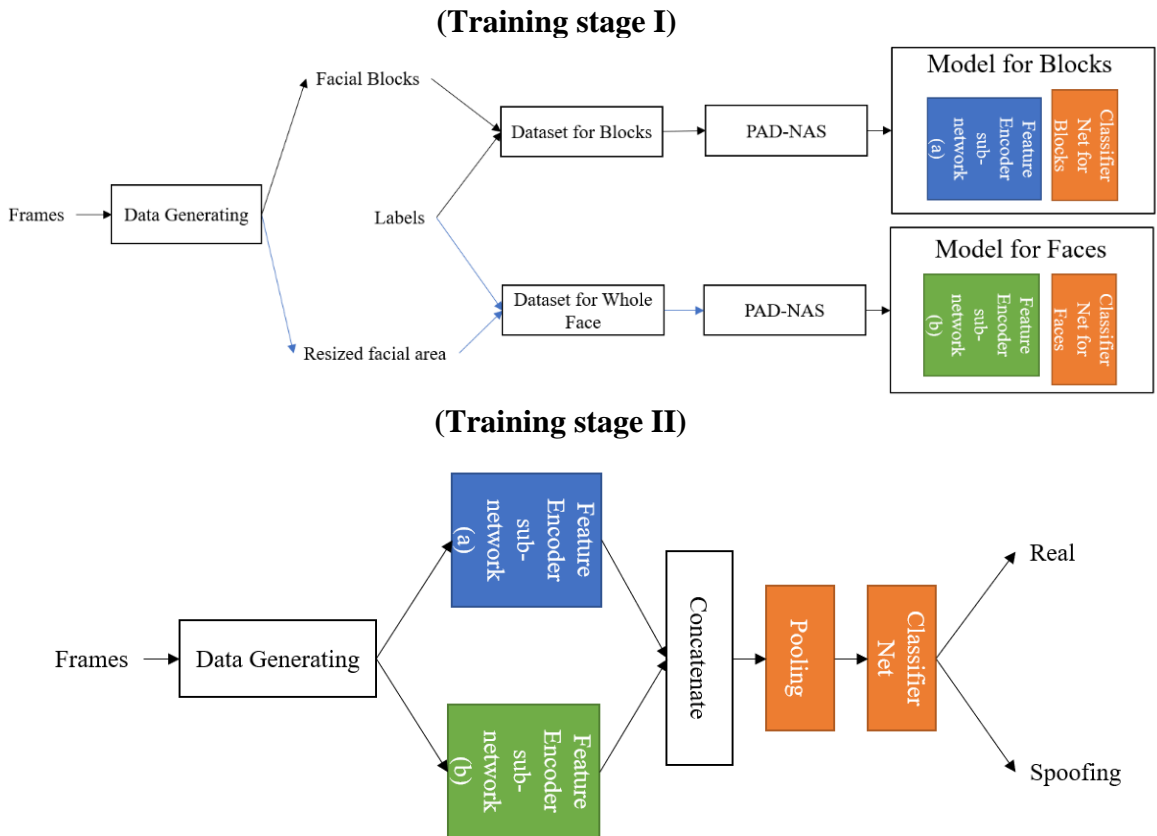 (Training stage I)
Frames
Data Generating
Facial Blocks
Labels
Resized facial area
Dataset for Blocks
PAD-NAS
Model for Blocks
Feature
Encoder
sub-
network
(a)
Classifier
Net for
Blocks
Dataset for Whole
Face
PAD-NAS
Model for Faces
Feature
Encoder
sub-
network
(b)
Classifier
Net for
Faces
(Training stage II)
Frames
Data Generating
Feature
Encoder
sub-
network
(a)
Feature
Encoder
sub-
network
(b)
Concatenate
Pooling
Classifier
Net
Real
Spoofing